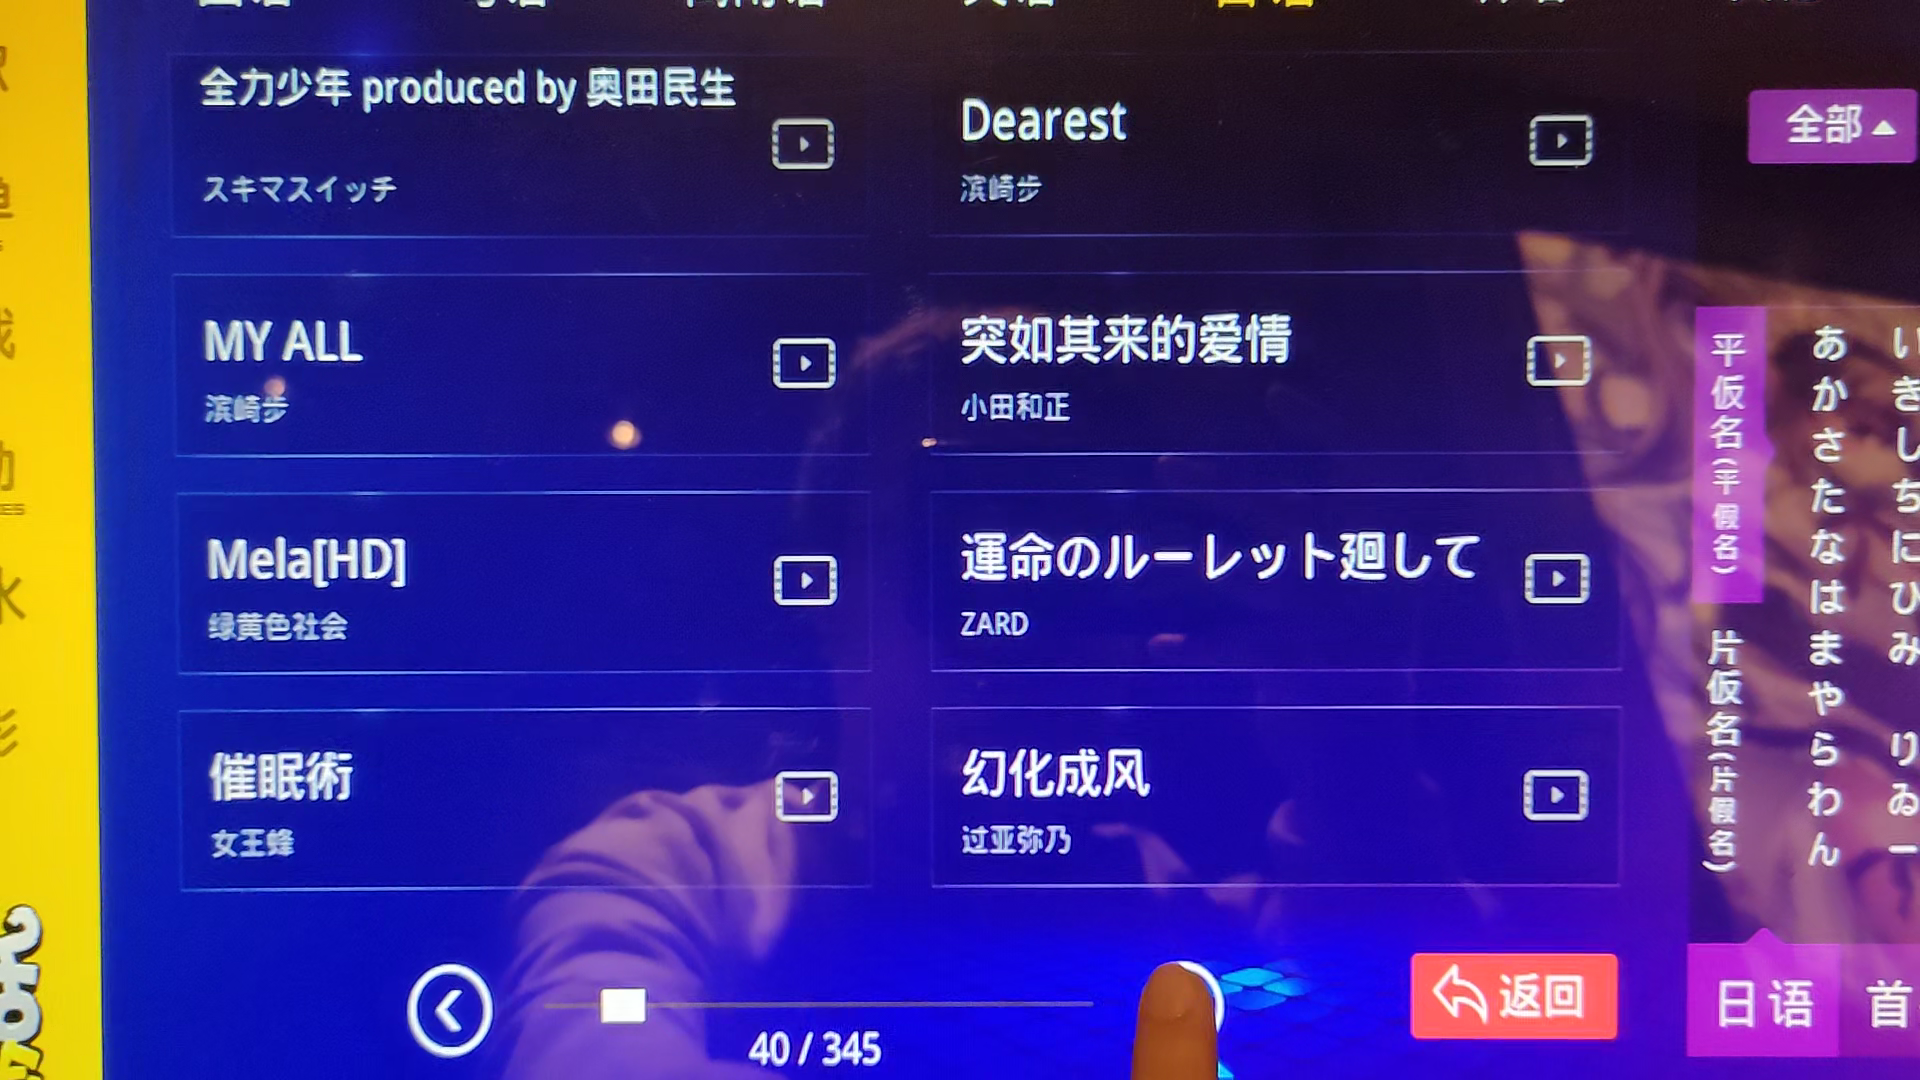 全力少年 produced by 奥田民生
スキマスイッチ
Dearest
滨崎步
MY ALL
滨崎步
突如其来的爱情
小田和正
Mela[HD]
绿黄色社会
運命のルーレット廻して
ZARD
催眠術
女王蜂
幻化成风
过亚弥乃
40 / 345
返回
全部
平仮名(平假名)
片仮名(片假名)
あかさたなはまやらわん
いきしちにひみ りゐー
日语
首